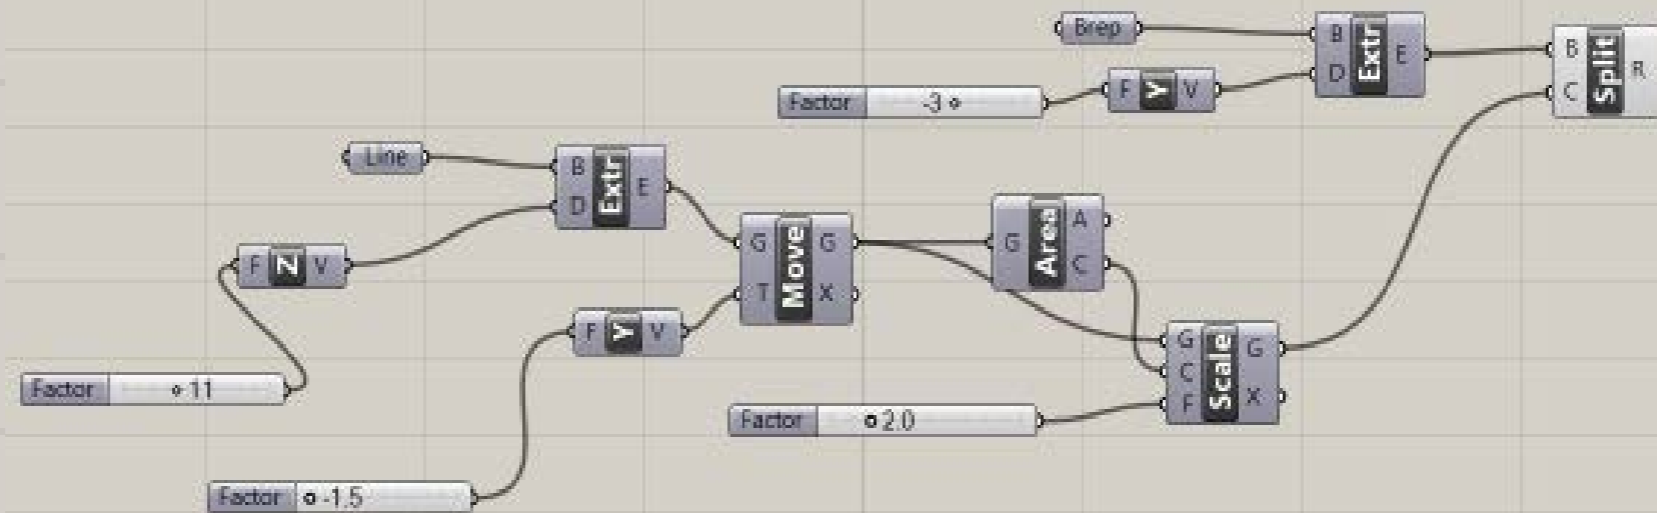 Brep
B
D
Extr
E
B
C
Split
R
Factor
-3
F
Y
V
Line
B
D
Extr
E
F
Z
V
G
T
Move
G
X
G
Area
A
C
F
Y
V
G
C
F
Scale
G
X
Factor
11
Factor
2.0
Factor
-1.5